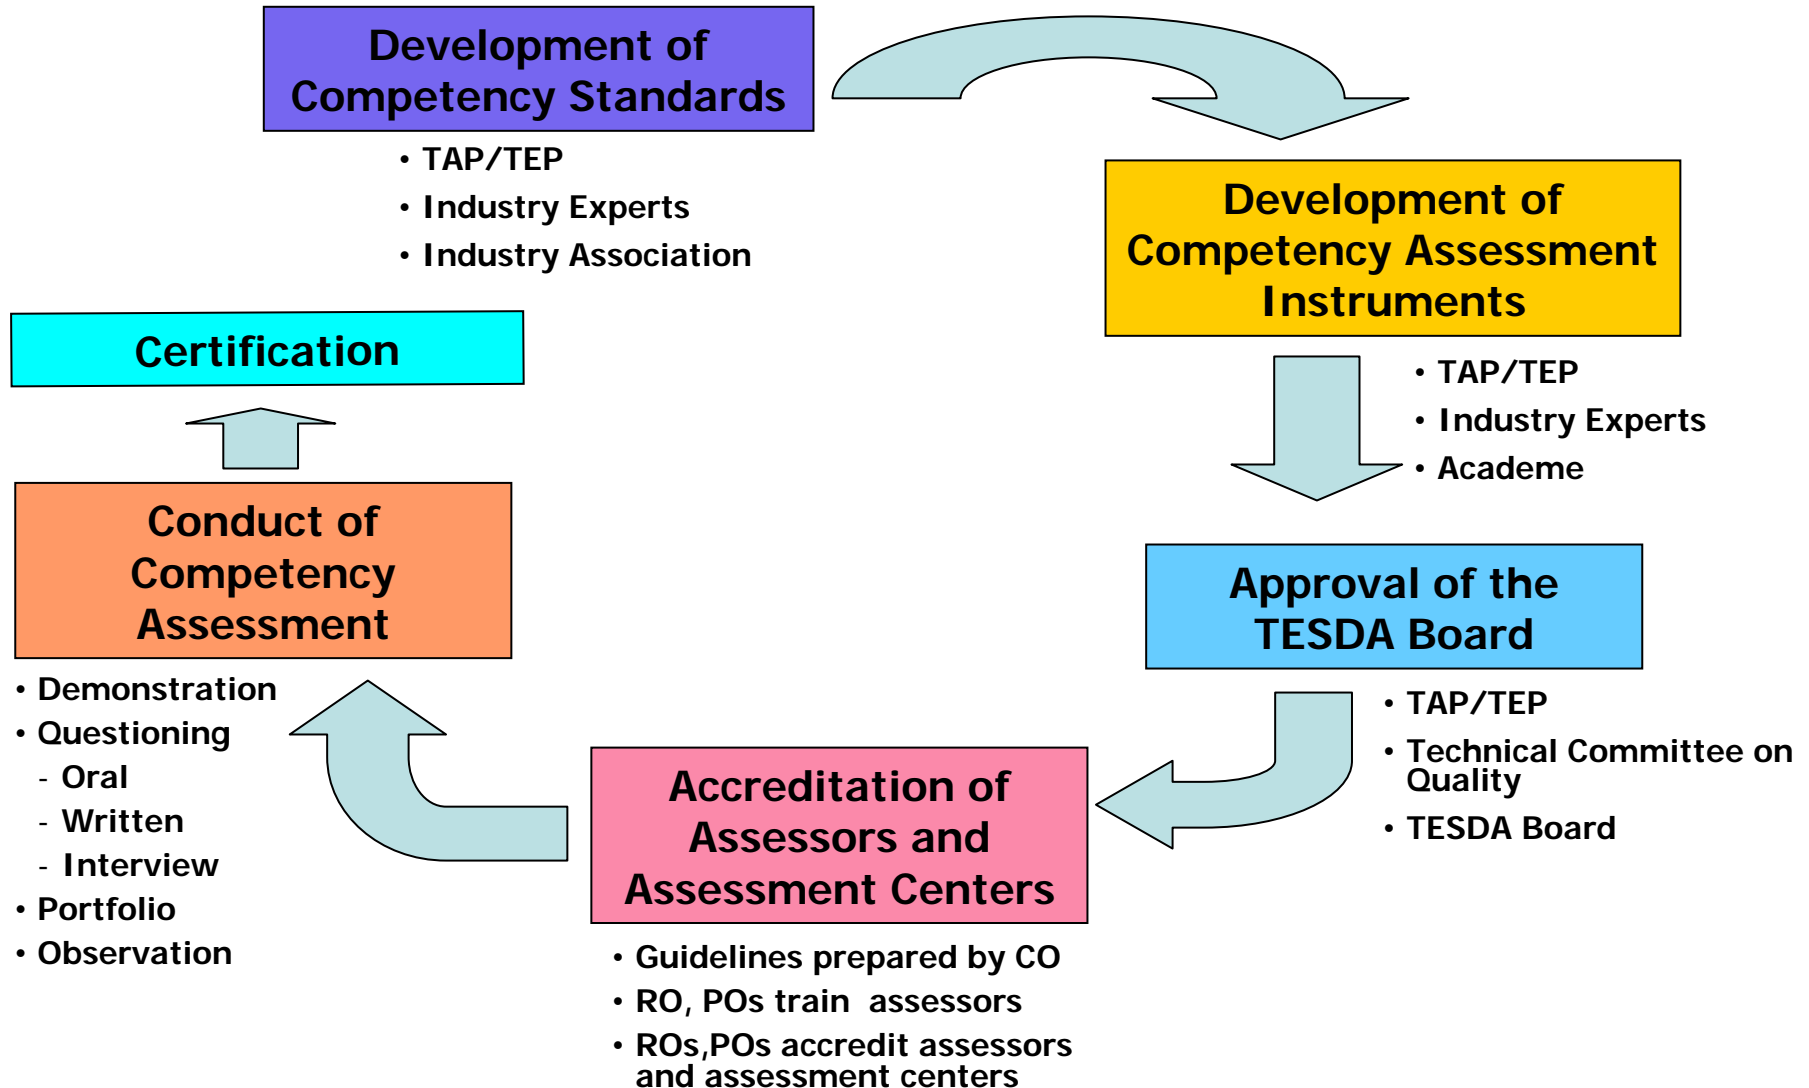 Development of
Competency Standards
• TAP/TEP
• Industry Experts
• Industry Association
Development of
Competency Assessment
Instruments
• TAP/TEP
• Industry Experts
• Academe
Approval of the
TESDA Board
• TAP/TEP
• Technical Committee on
Quality
• TESDA Board
Accreditation of
Assessors and
Assessment Centers
• Guidelines prepared by CO
• RO, POs train  assessors
• ROs,POs accredit assessors
and assessment centers
Conduct of
Competency
Assessment
• Demonstration
• Questioning
- Oral
- Written
- Interview
• Portfolio
• Observation
Certification